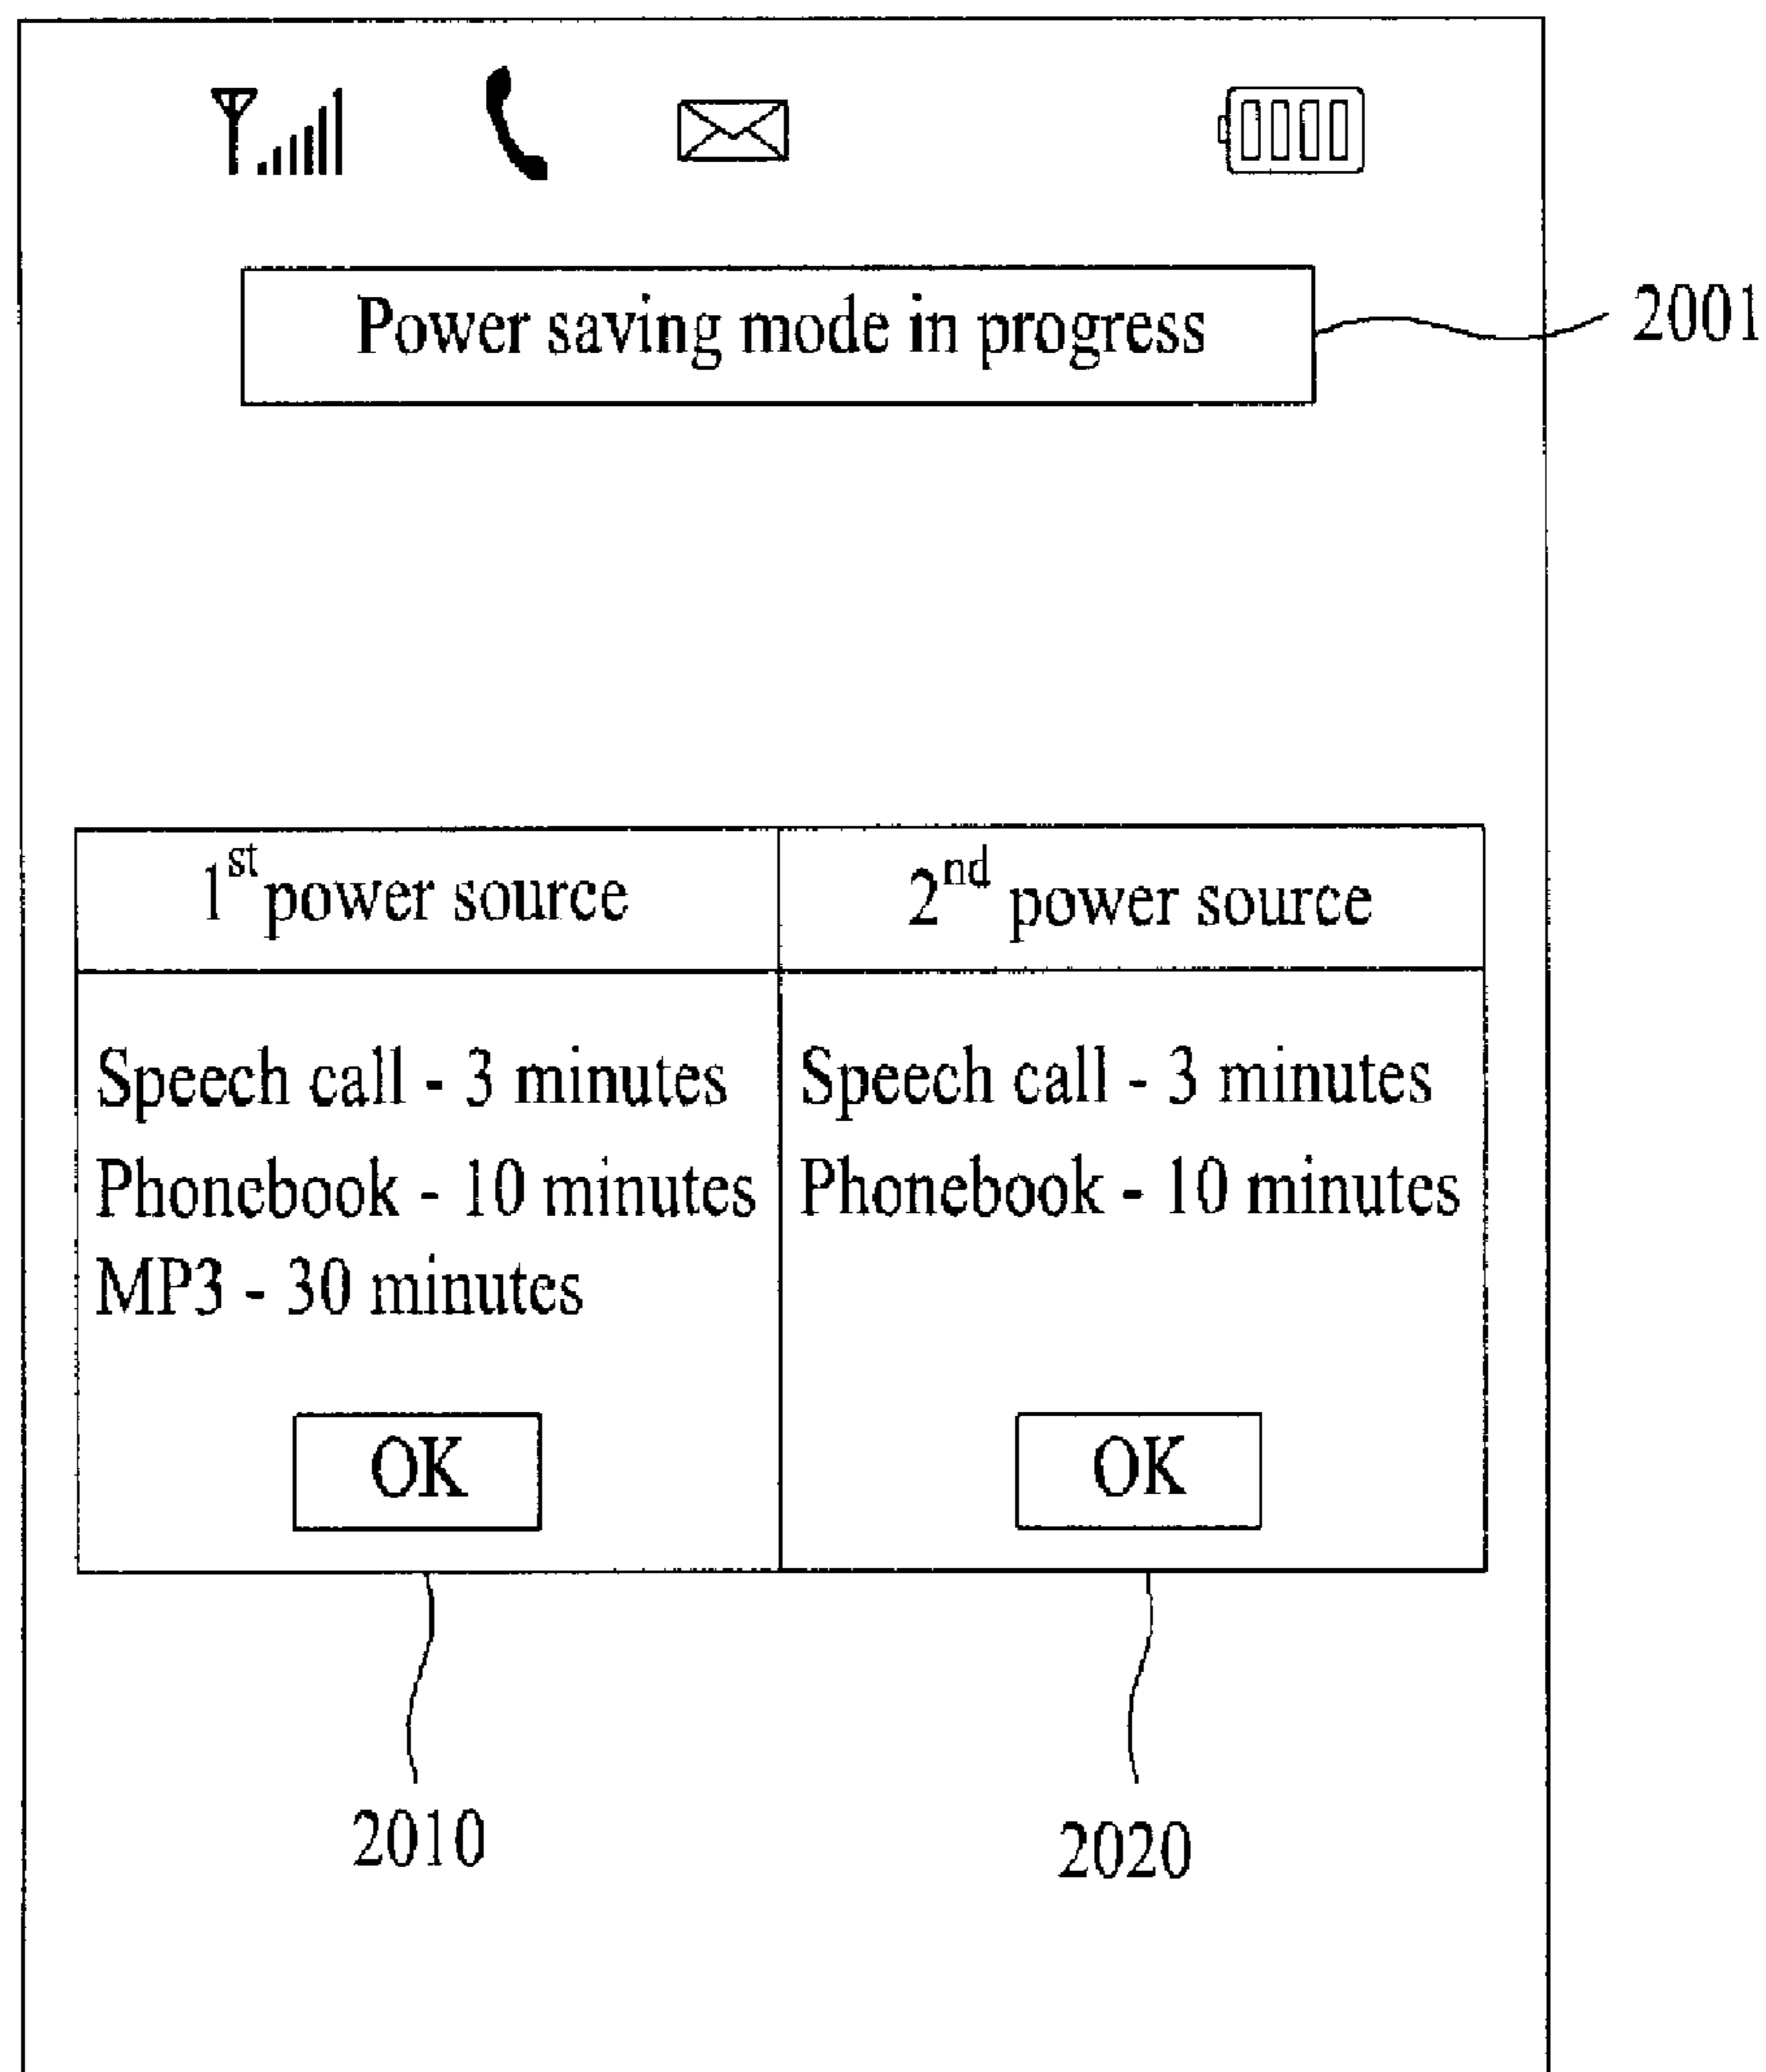 Power saving mode in progress
2001
1st power source
2nd power source
Speech call - 3 minutes
Phonebook - 10 minutes
MP3 - 30 minutes
OK
Speech call - 3 minutes
Phonebook - 10 minutes
OK
2010
2020